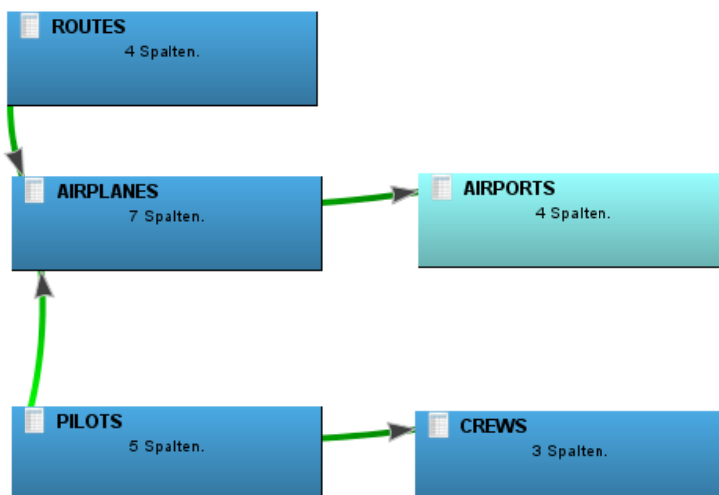 ROUTES
4 Spalten.
AIRPLANES
7 Spalten.
AIRPORTS
4 Spalten.
PILOTS
5 Spalten.
CREWS
3 Spalten.